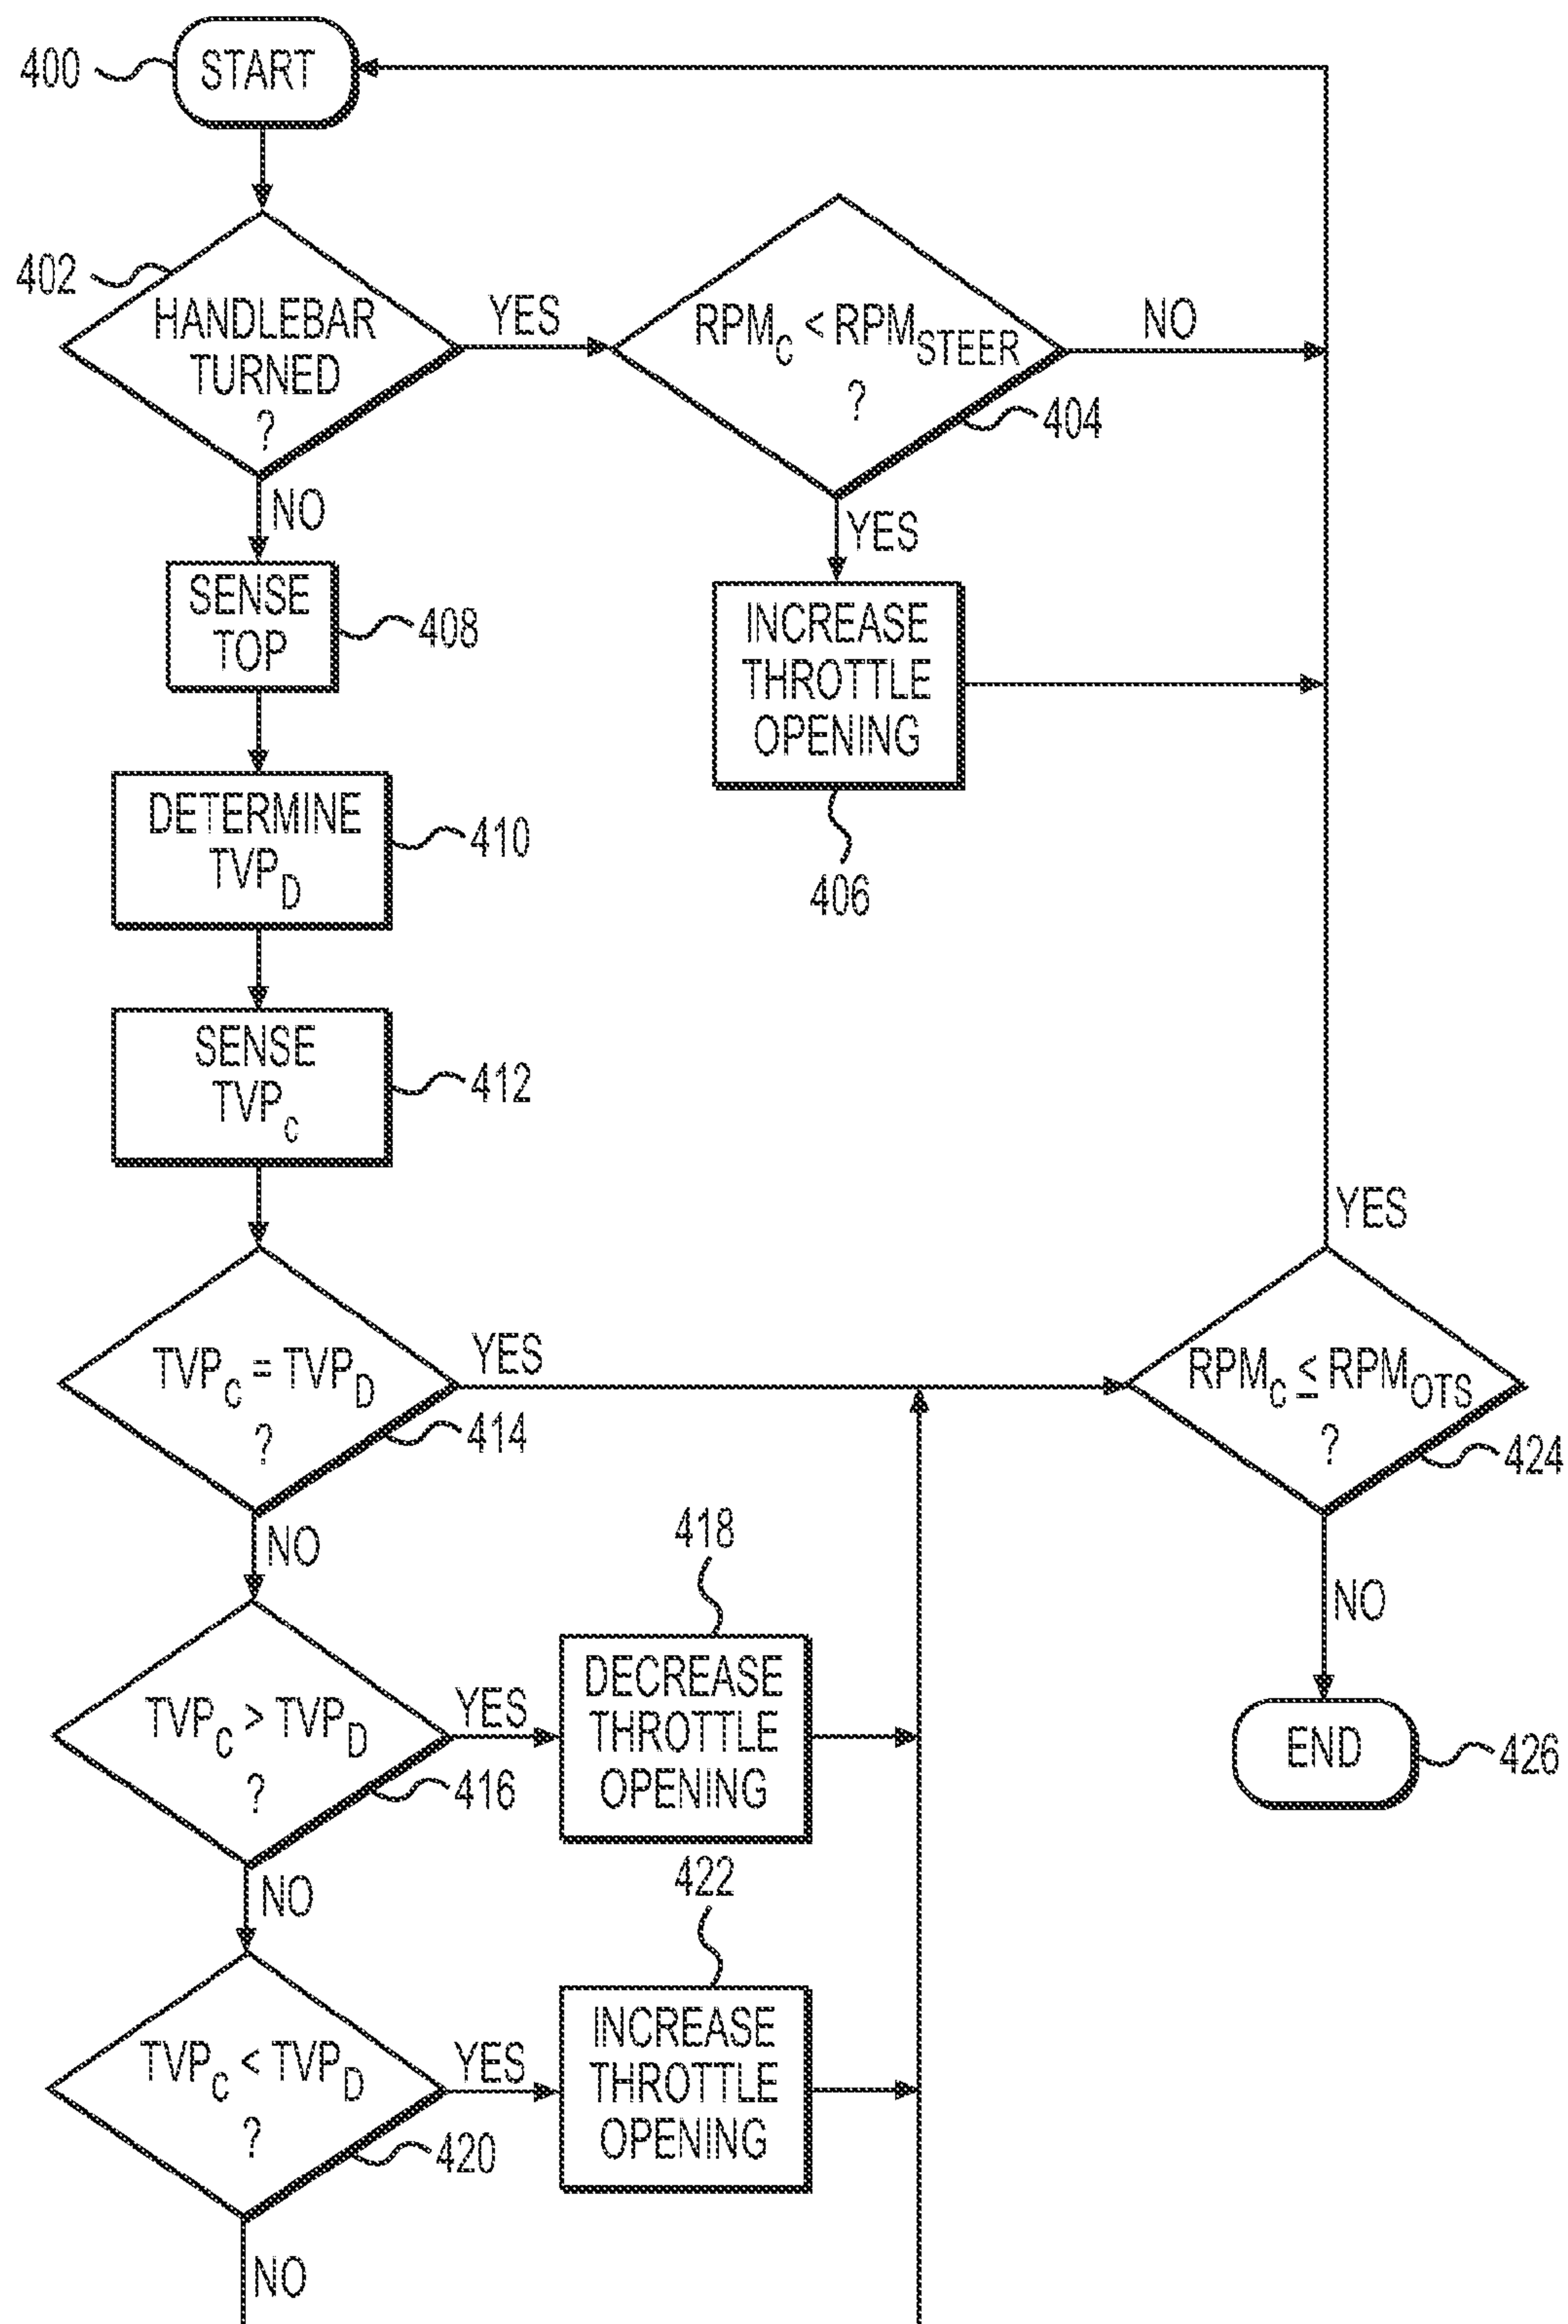 400
START
402
HANDLEBAR
TURNED
?
YES
RPMC < RPMSTEER
?
404
NO
NO
YES
SENSE
TOP
408
INCREASE
THROTTLE
OPENING
406
DETERMINE
TVPD
410
SENSE
TVPC
412
YES
TVPC = TVPD
?
414
YES
RPMC ≤ RPMOTS
?
424
NO
418
TVPC > TVPD
?
416
YES
DECREASE
THROTTLE
OPENING
NO
END
426
NO
422
TVPC < TVPD
?
420
YES
INCREASE
THROTTLE
OPENING
NO